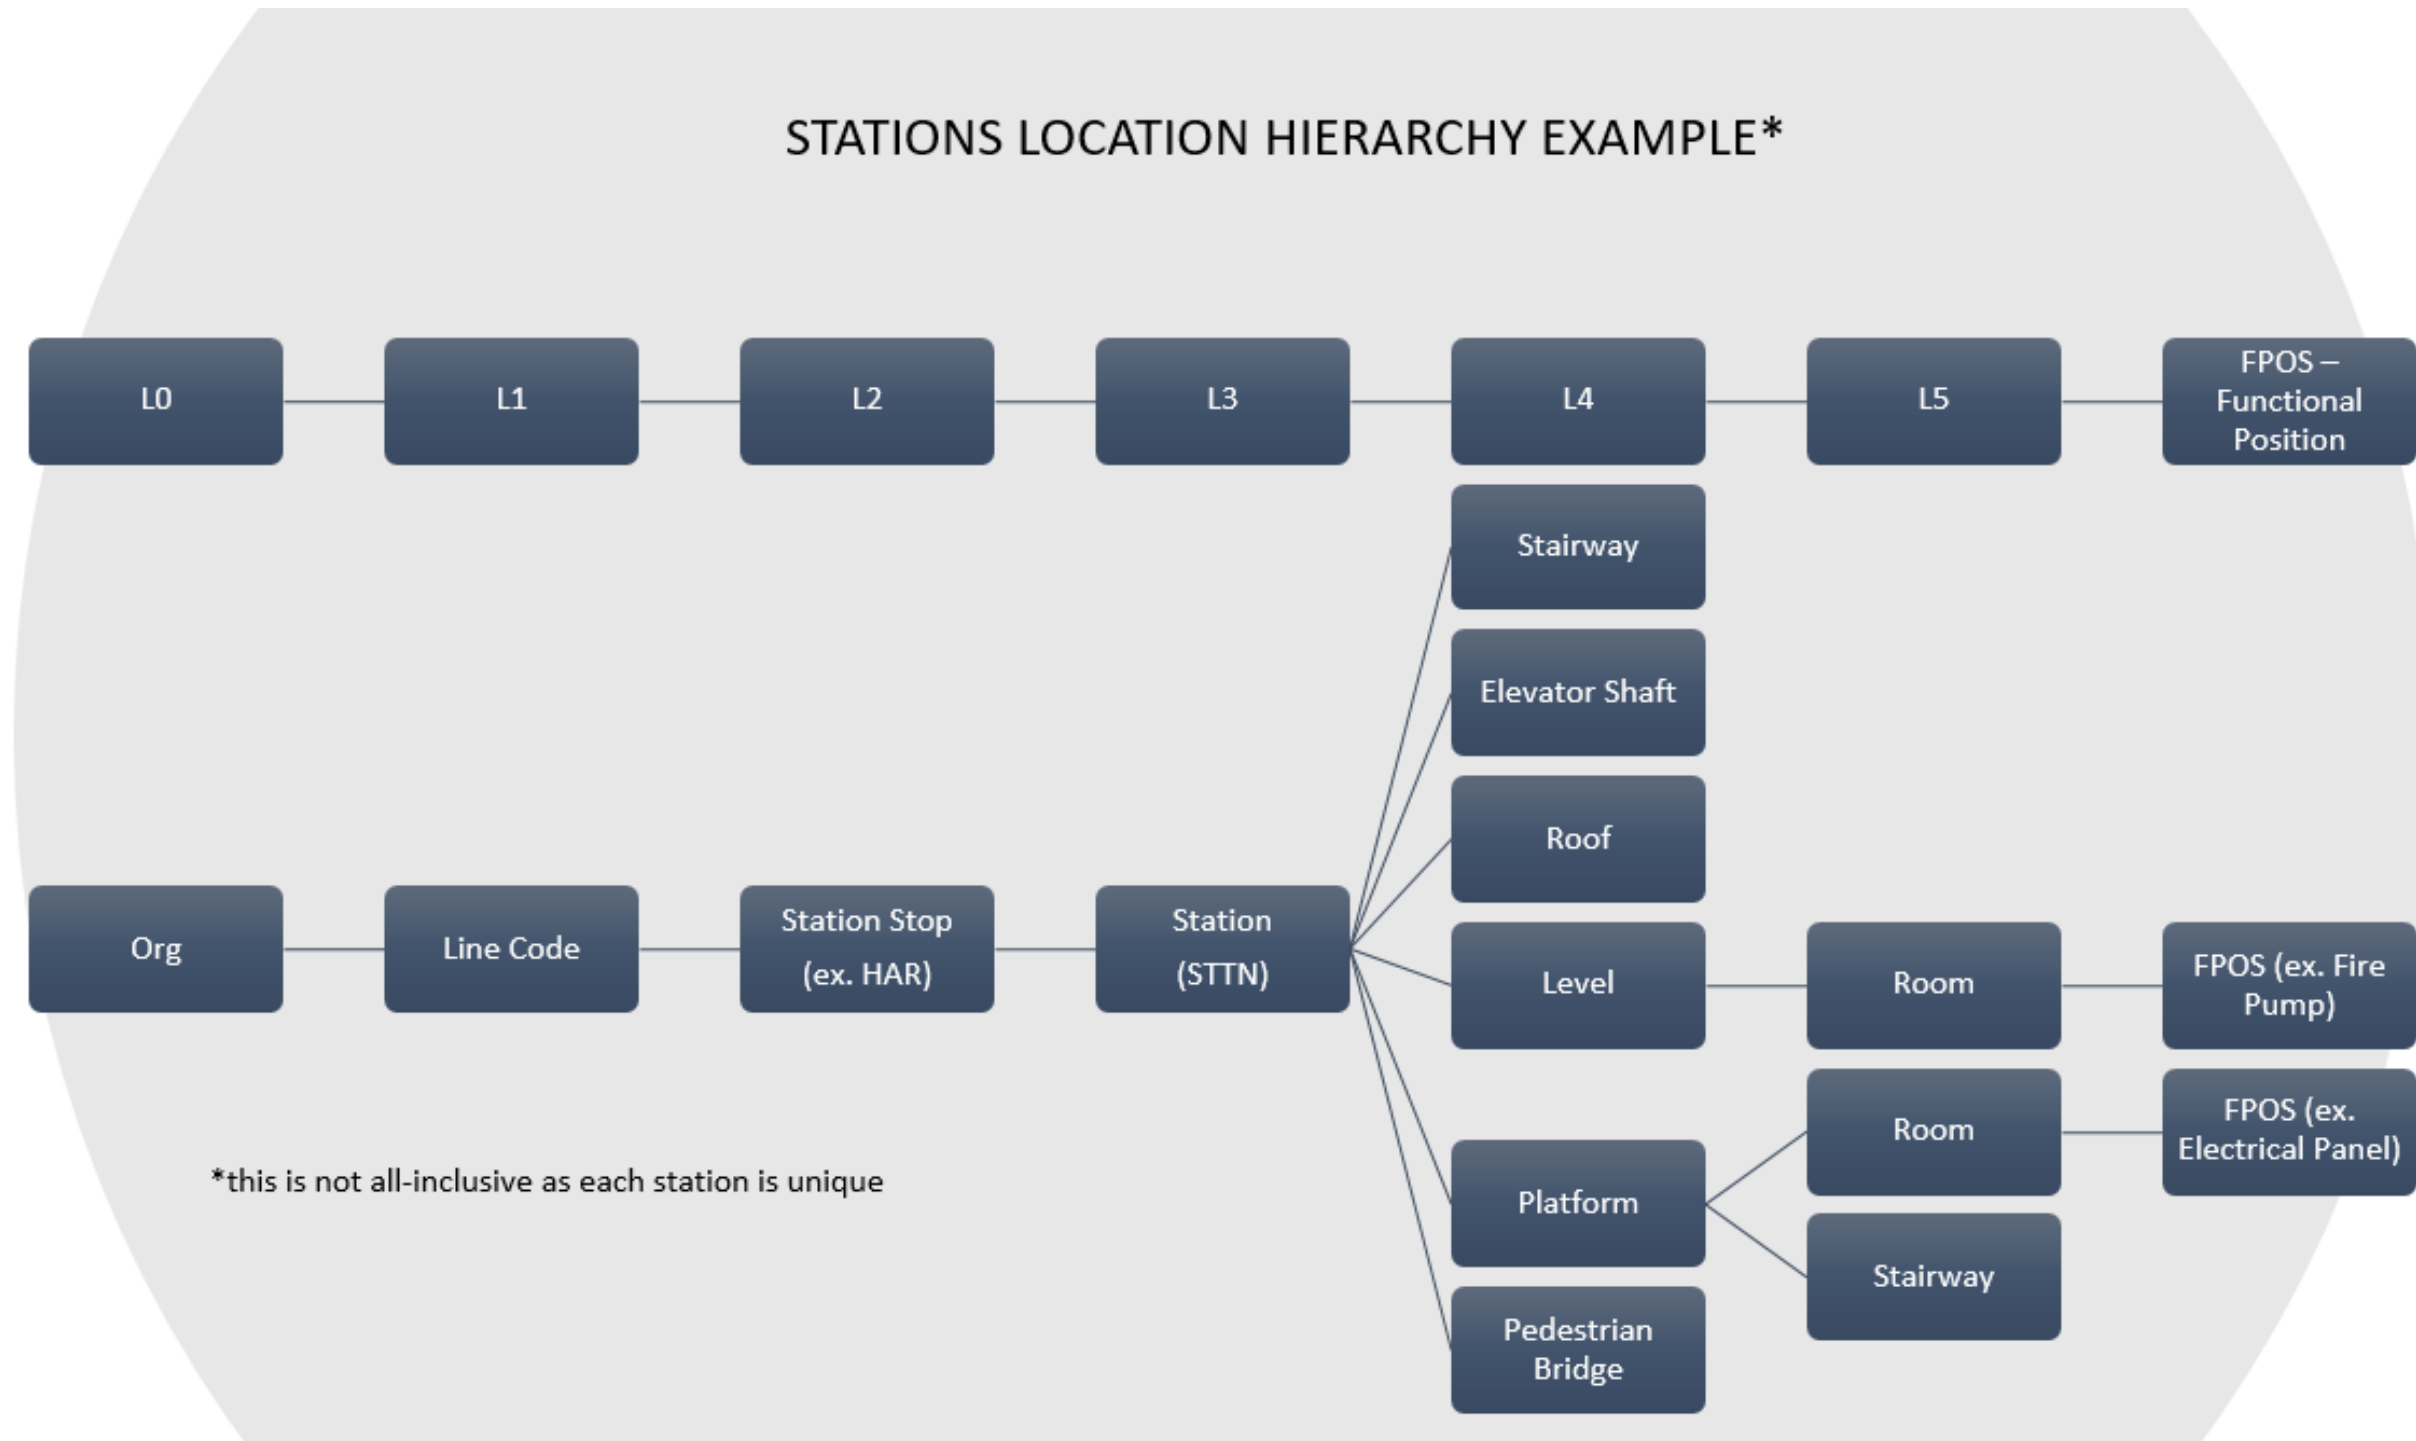 STATIONS LOCATION HIERARCHY EXAMPLE*
L0
L1
L2
L3
L4
L5
FPOS –
Functional
Position
Stairway
Elevator Shaft
Roof
Org
Line Code
Station Stop
(ex. HAR)
Station
(STTN)
Level
Room
FPOS (ex. Fire
Pump)
Platform
Room
FPOS (ex.
Electrical Panel)
Stairway
Pedestrian
Bridge
*this is not all-inclusive as each station is unique